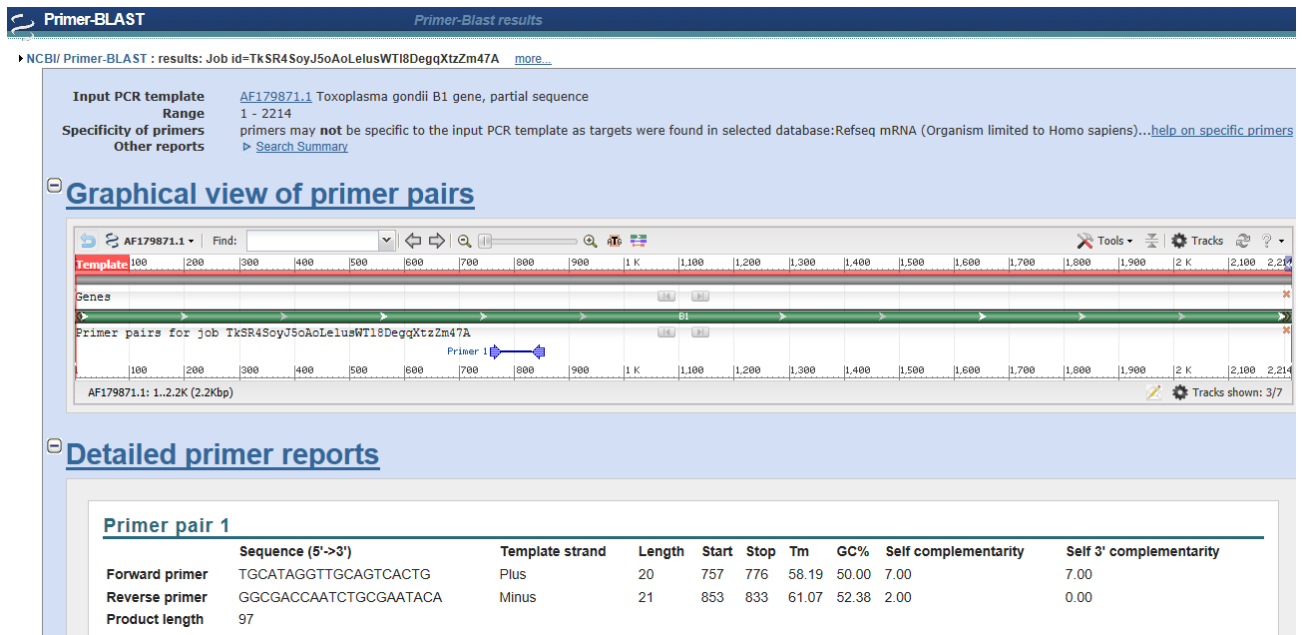 Primer-BLAST Primer-Blast results
NCBI/ Primer-BLAST : results: Job id=TkSR4SoyJ5oAoLelusWTl8DegqXtzZm47A more...
Input PCR template AF179871.1 Toxoplasma gondii B1 gene, partial sequence
Range 1 - 2214
Specificity of primers primers may not be specific to the input PCR template as targets were found in selected database:Refseq mRNA (Organism limited to Homo sapiens)...help on specific primers
Other reports Search Summary
Graphical view of primer pairs
AF179871.1 Find: Tools Tracks ?
Template 100 200 300 400 500 600 700 800 900 1 K 1,100 1,200 1,300 1,400 1,500 1,600 1,700 1,800 1,900 2 K 2,100 2,214
Genes
B1
Primer pairs for job TkSR4SoyJ5oAoLelusWTl8DegqXtzZm47A
Primer 1
1 100 200 300 400 500 600 700 800 900 1 K 1,100 1,200 1,300 1,400 1,500 1,600 1,700 1,800 1,900 2 K 2,100 2,214
AF179871.1: 1..2.2K (2.2Kbp) Tracks shown: 3/7
Detailed primer reports
Primer pair 1
Sequence (5'->3') Template strand Length Start Stop Tm GC% Self complementarity Self 3' complementarity
Forward primer TGCATAGGTTGCAGTCACTG Plus 20 757 776 58.19 50.00 7.00 7.00
Reverse primer GGCGACCAATCTGCGAATACA Minus 21 853 833 61.07 52.38 2.00 0.00
Product length 97